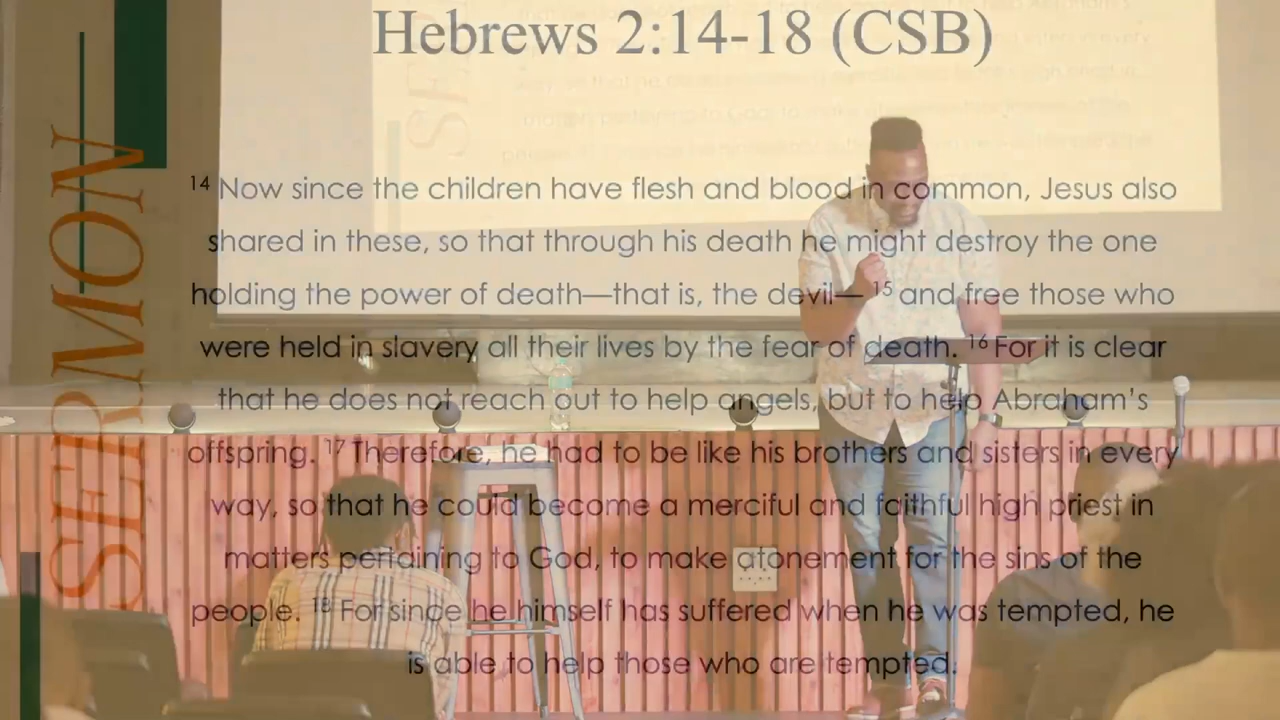 Hebrews 2:14-18 (CSB)
SERMON
14 Now since the children have flesh and blood in common, Jesus also
shared in these, so that through his death he might destroy the one
holding the power of death—that is, the devil— 15 and free those who
were held in slavery all their lives by the fear of death. 16 For it is clear
that he does not reach out to help angels, but to help Abraham's
offspring. 17 Therefore, he had to be like his brothers and sisters in every
way, so that he could become a merciful and faithful high priest in
matters pertaining to God, to make atonement for the sins of the
people. 18 For since he himself has suffered when he was tempted, he
is able to help those who are tempted.